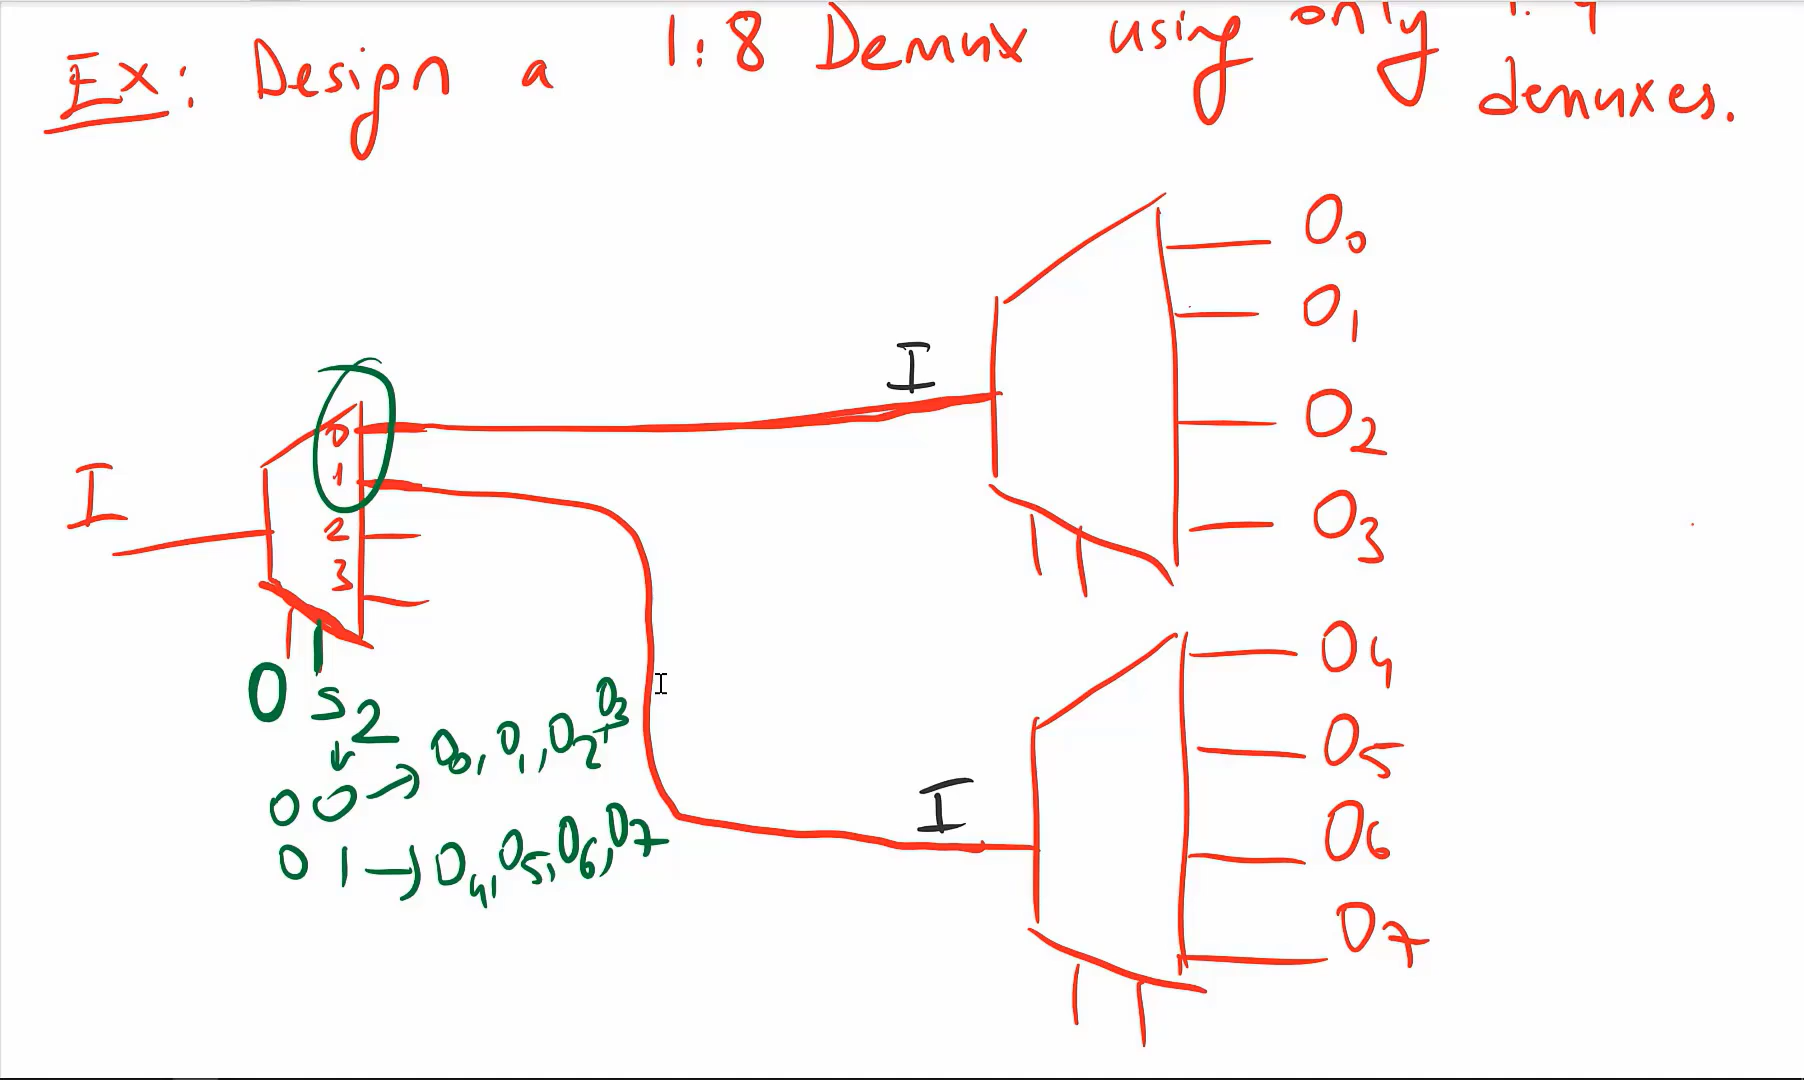 Ex: Design a 1:8 Demux using only 1:4
demuxes.
O0
O1
I
O2
0
1
I
O3
2
3
O4
0 S2
O3
O0, O1, O2
O5
0 0 → 
I
O6
0 1 → O4, O5, O6, O7
O7